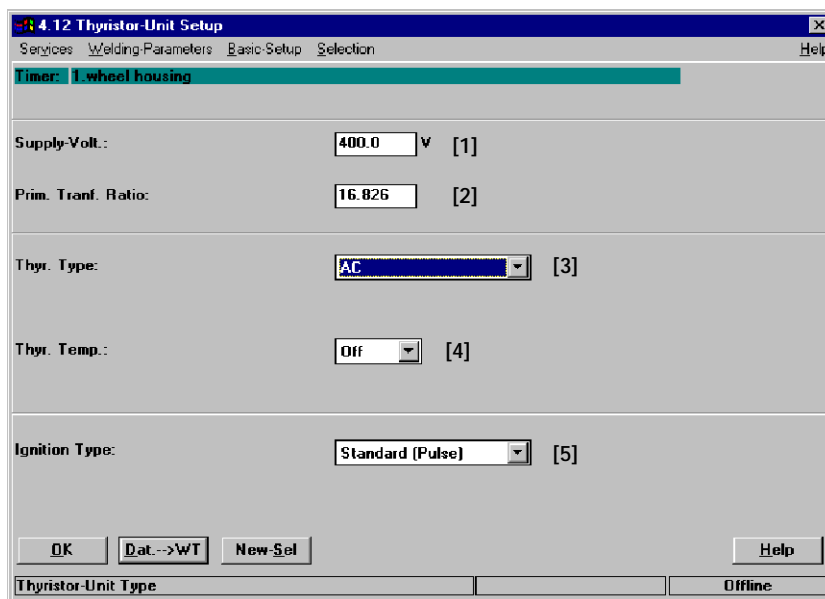 4.12 Thyristor-Unit Setup
Services Welding-Parameters Basic-Setup Selection Help
Timer: 1.wheel housing
Supply-Volt.: 400.0 V [1]
Prim. Tranf. Ratio: 16.826 [2]
Thyr. Type: AC [3]
Thyr. Temp.: Off [4]
Ignition Type: Standard (Pulse) [5]
OK Dat.-->WT New-Sel Help
Thyristor-Unit Type Offline